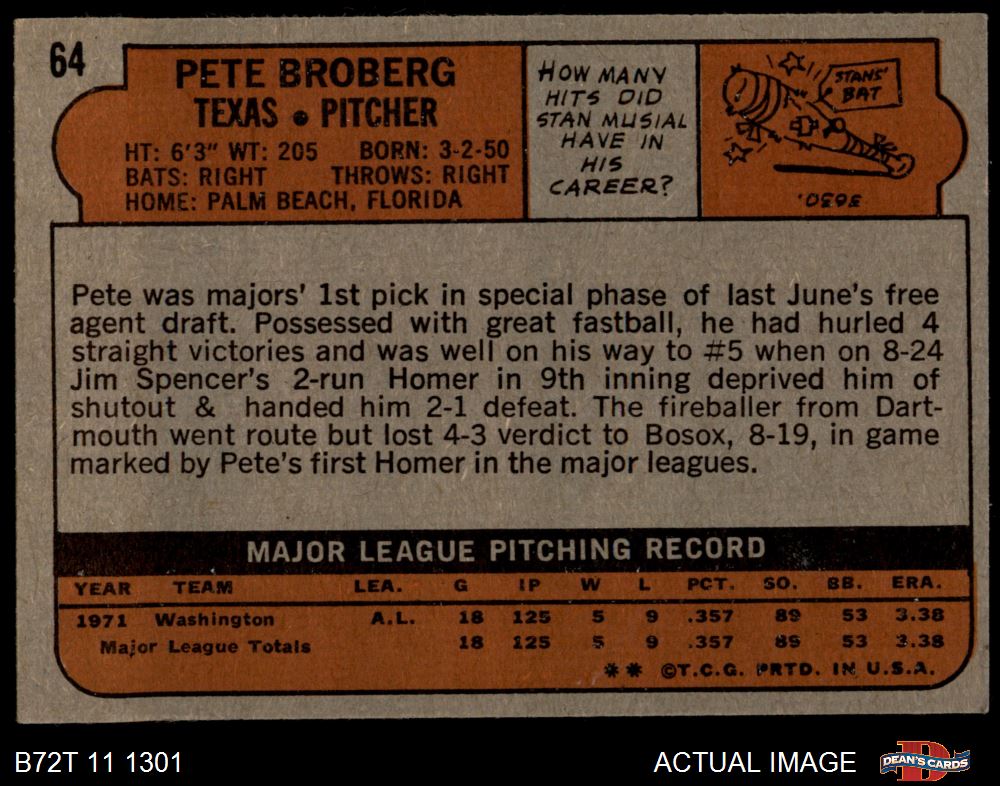 64
PETE BROBERG
TEXAS • PITCHER
HT: 6'3" WT: 205 BORN: 3-2-50
BATS: RIGHT THROWS: RIGHT
HOME: PALM BEACH, FLORIDA
HOW MANY
HITS DID
STAN MUSIAL
HAVE IN
HIS
CAREER?
STANS'
BAT
3630.
Pete was majors' 1st pick in special phase of last June's free
agent draft. Possessed with great fastball, he had hurled 4
straight victories and was well on his way to #5 when on 8-24
Jim Spencer's 2-run Homer in 9th inning deprived him of
shutout & handed him 2-1 defeat. The fireballer from Dart-
mouth went route but lost 4-3 verdict to Bosox, 8-19, in game
marked by Pete's first Homer in the major leagues.
MAJOR LEAGUE PITCHING RECORD
YEAR TEAM LEA. G IP W L PCT. SO. BB. ERA.
1971 Washington A.L. 18 125 5 9 .357 89 53 3.38
Major League Totals 18 125 5 9 .357 89 53 3.38
** ©T.C.G. PRTD. IN U.S.A.
B72T 11 1301
ACTUAL IMAGE
D
DEAN'S CARDS